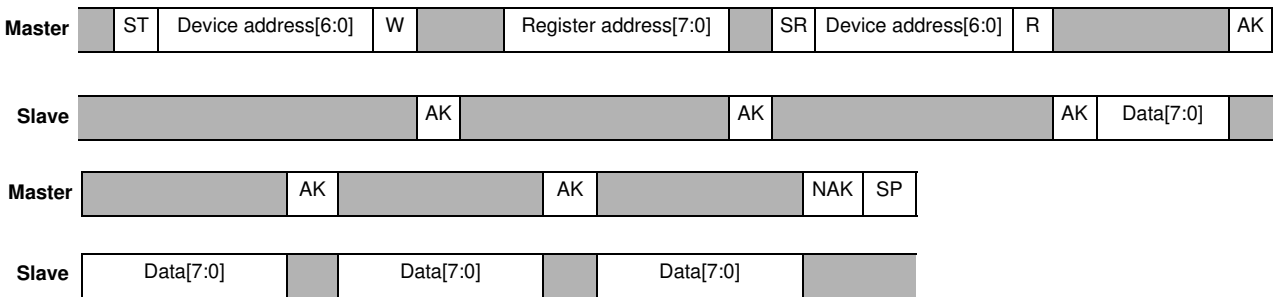 Master ST Device address[6:0] W Register address[7:0] SR Device address[6:0] R AK
Slave AK AK AK Data[7:0]
Master AK AK NAK SP
Slave Data[7:0] Data[7:0] Data[7:0]